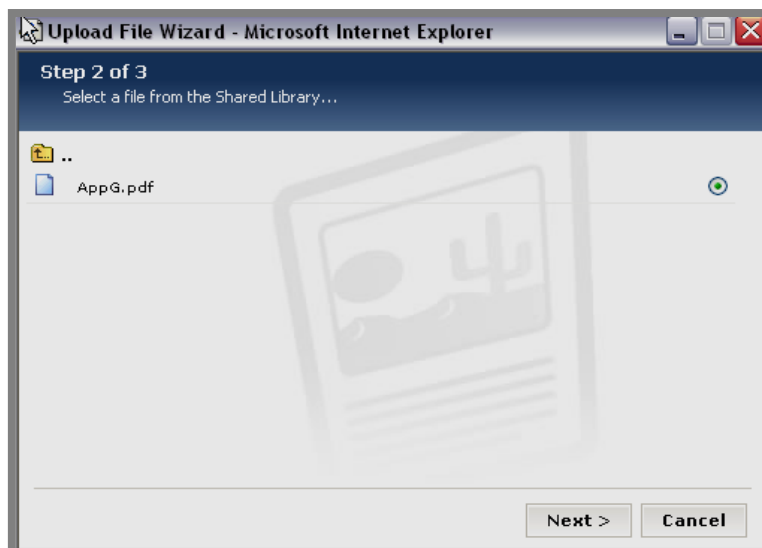 Upload File Wizard - Microsoft Internet Explorer
Step 2 of 3
Select a file from the Shared Library...
..
AppG.pdf
Next > Cancel